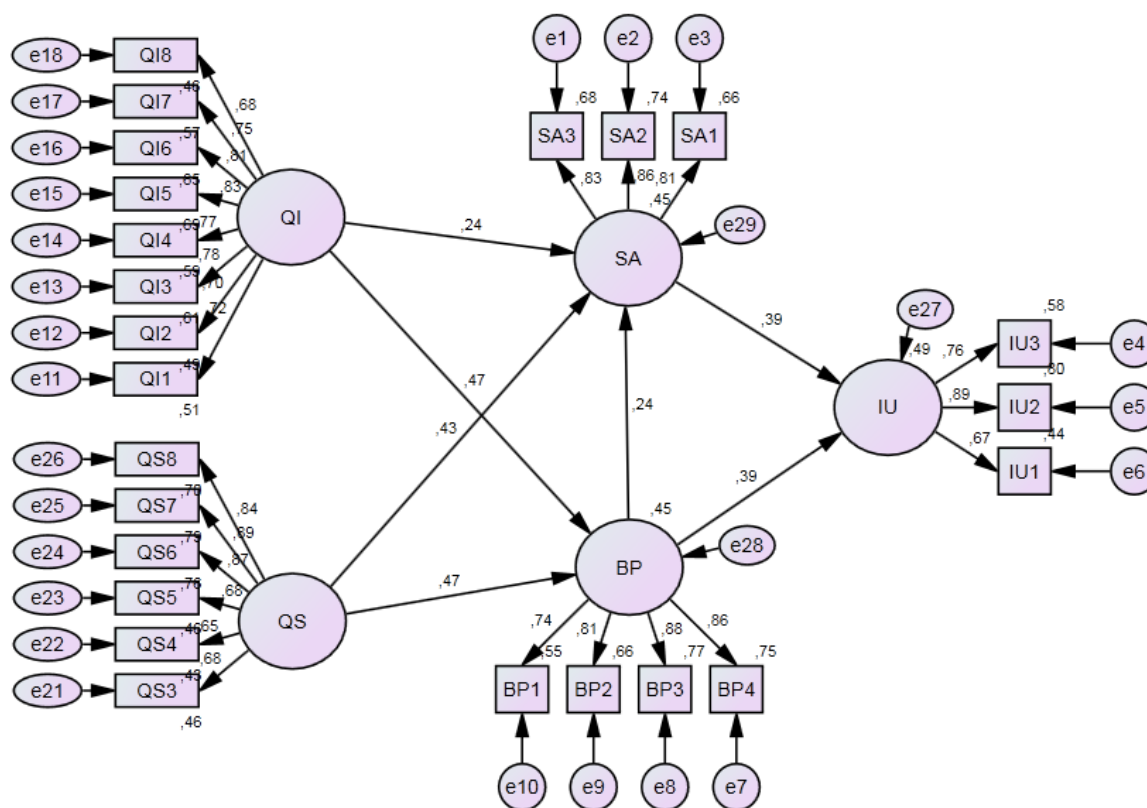 e1
e2
e3
e18
QI8
e17
QI7
e16
QI6
e15
QI5
e14
QI4
e13
QI3
e12
QI2
e11
QI1
,46
,68
,57
,75
,81
,65
,83
,69
,77
,59
,78
,61
,70
,49
,72
,51
QI
,68
,74
,66
SA3
SA2
SA1
,83
,86
,81
,45
SA
e29
,24
,47
,43
,24
,39
,39
e27
,49
IU
,76
,89
,67
,58
IU3
e4
,80
IU2
e5
,44
IU1
e6
e26
QS8
e25
QS7
e24
QS6
e23
QS5
e22
QS4
e21
QS3
,84
,89
,79
,87
,76
,68
,46
,65
,43
,68
,46
QS
,47
,45
BP
e28
,74
,81
,88
,86
,55
,66
,77
,75
BP1
BP2
BP3
BP4
e10
e9
e8
e7